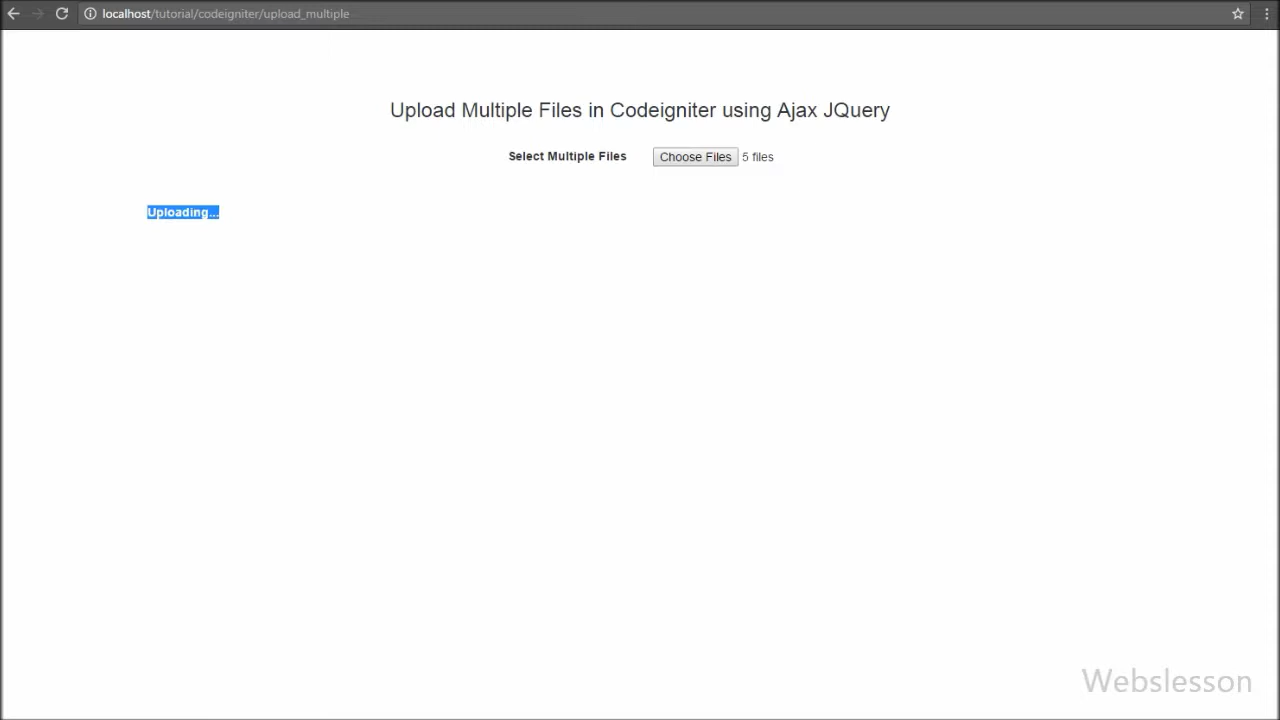 localhost/tutorial/codeigniter/upload_multiple
Upload Multiple Files in Codeigniter using Ajax JQuery
Select Multiple Files Choose Files 5 files
Uploading...
Webslesson